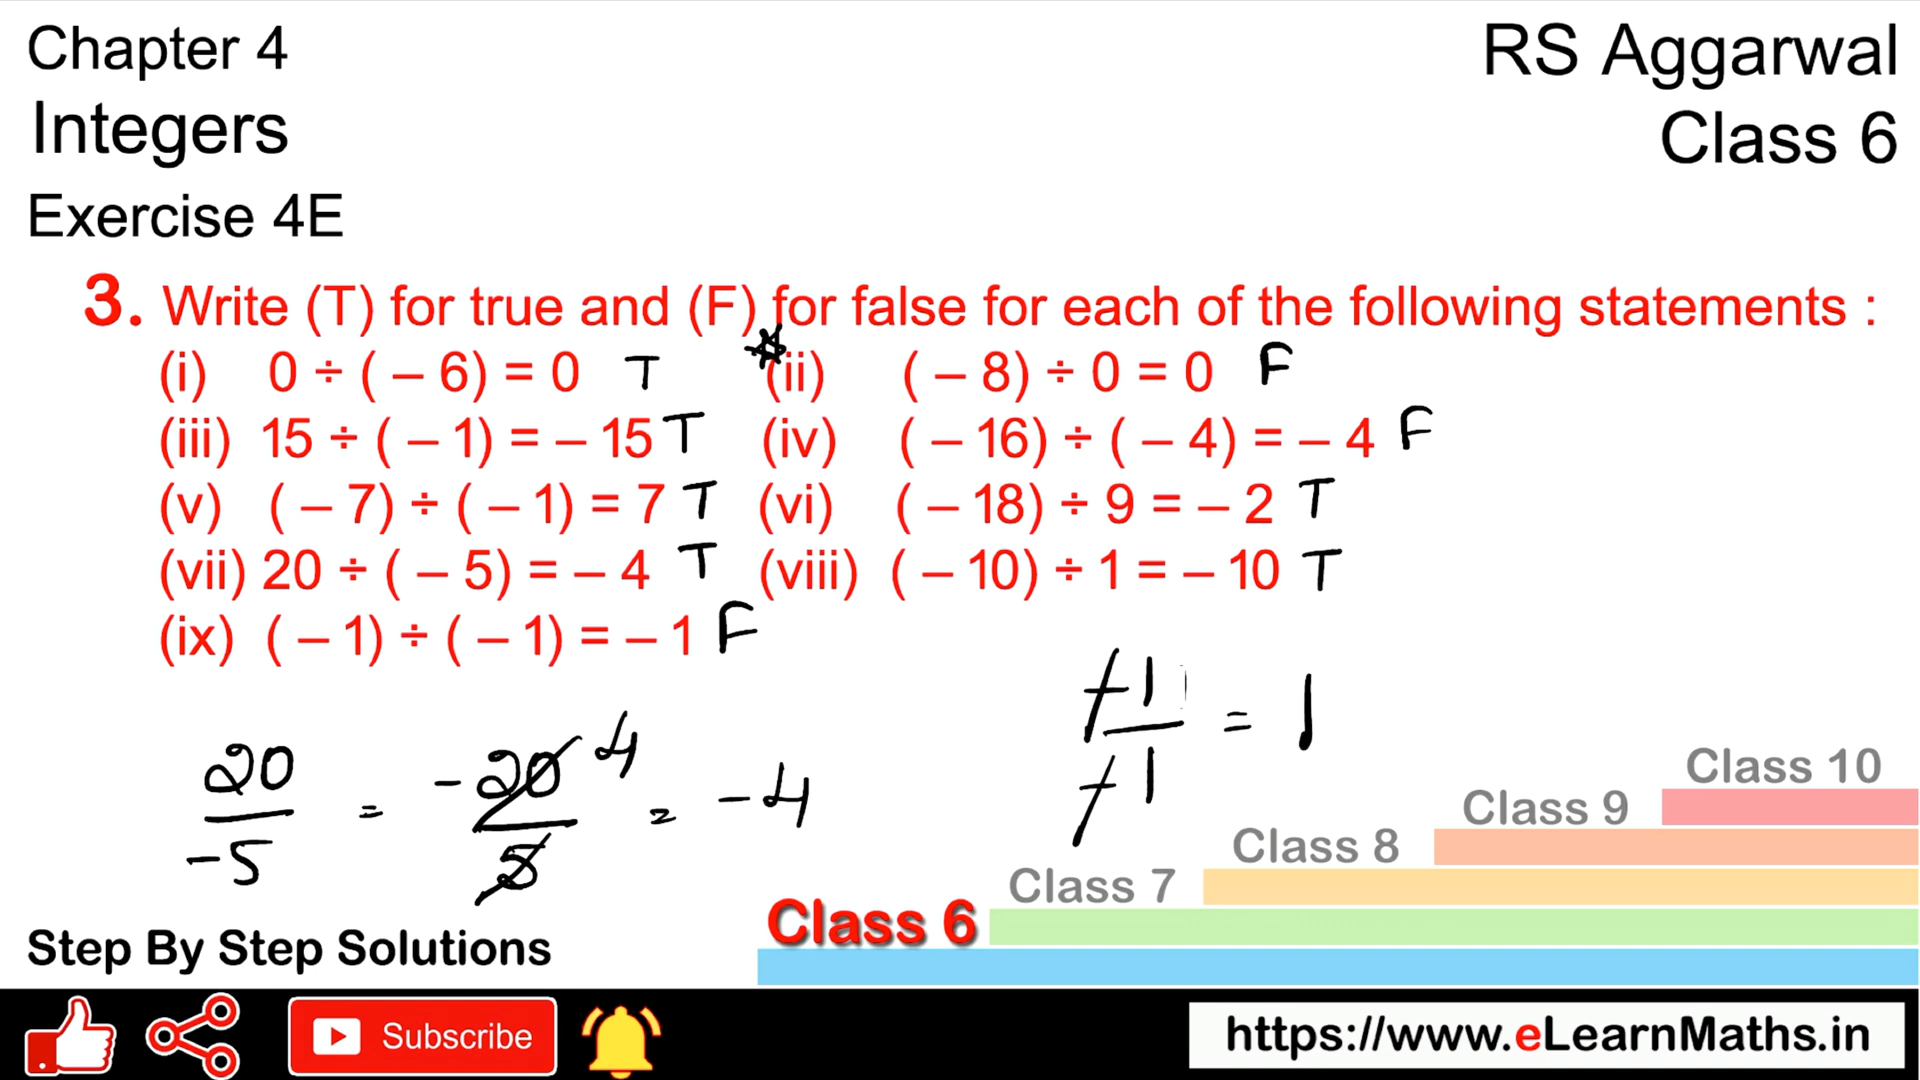 Chapter 4
RS Aggarwal
Integers
Class 6
Exercise 4E
3. Write (T) for true and (F) for false for each of the following statements :
(i) 0 ÷ ( – 6) = 0 T (ii) ( – 8) ÷ 0 = 0 F
(iii) 15 ÷ ( – 1) = – 15 T (iv) ( – 16) ÷ ( – 4) = – 4 F
(v) ( – 7) ÷ ( – 1) = 7 T (vi) ( – 18) ÷ 9 = – 2 T
(vii) 20 ÷ ( – 5) = – 4 T (viii) ( – 10) ÷ 1 = – 10 T
(ix) ( – 1) ÷ ( – 1) = – 1 F
20/-5 = -20/5 4 = -4
-1/-1 = 1
Class 10
Class 9
Class 8
Class 7
Class 6
Step By Step Solutions
Subscribe
https://www.eLearnMaths.in